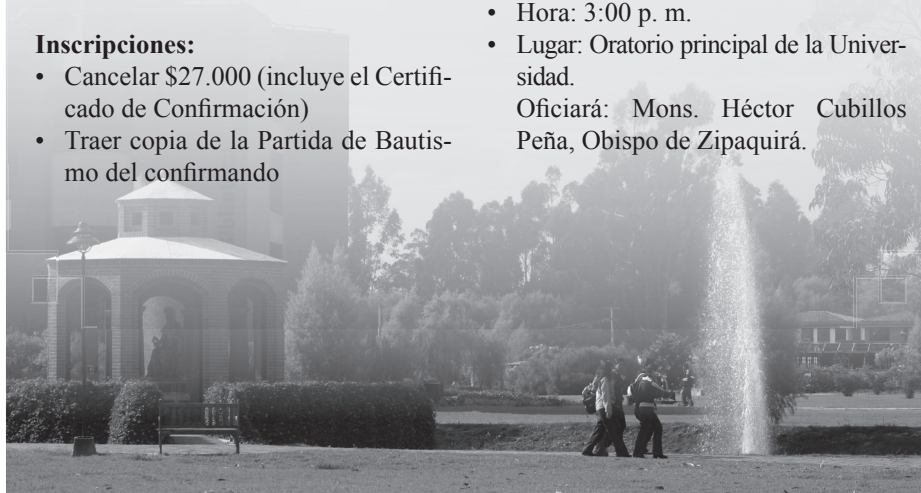 Inscripciones:
• Cancelar $27.000 (incluye el Certifi-
cado de Confirmación)
• Traer copia de la Partida de Bautis-
mo del confirmando
• Hora: 3:00 p. m.
• Lugar: Oratorio principal de la Univer-
sidad.
Oficiará: Mons. Héctor Cubillos
Peña, Obispo de Zipaquirá.